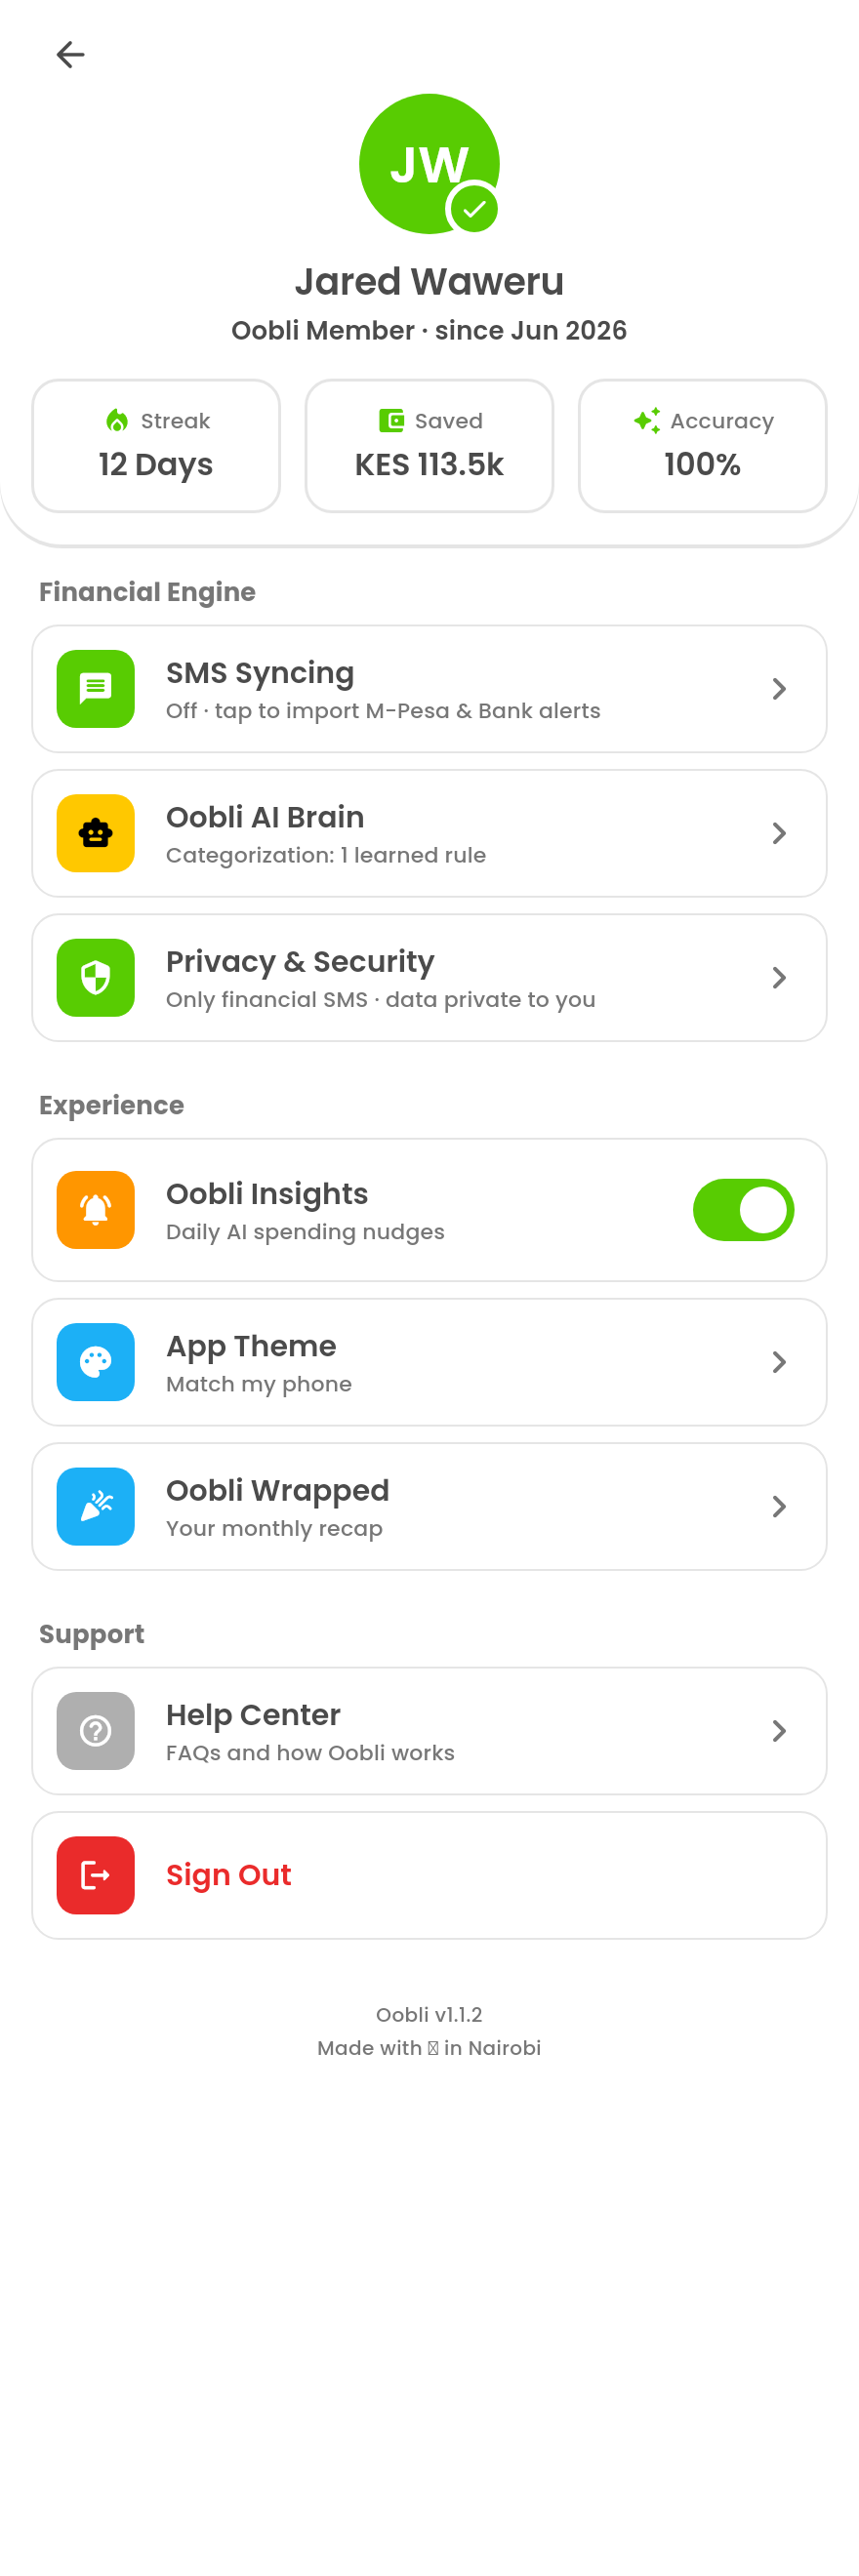 JW
Jared Waweru
Oobli Member · since Jun 2026
Streak
12 Days
Saved
KES 113.5k
Accuracy
100%
Financial Engine
SMS Syncing
Off · tap to import M-Pesa & Bank alerts
Oobli AI Brain
Categorization: 1 learned rule
Privacy & Security
Only financial SMS · data private to you
Experience
Oobli Insights
Daily AI spending nudges
App Theme
Match my phone
Oobli Wrapped
Your monthly recap
Support
Help Center
FAQs and how Oobli works
Sign Out
Oobli v1.1.2
Made with in Nairobi